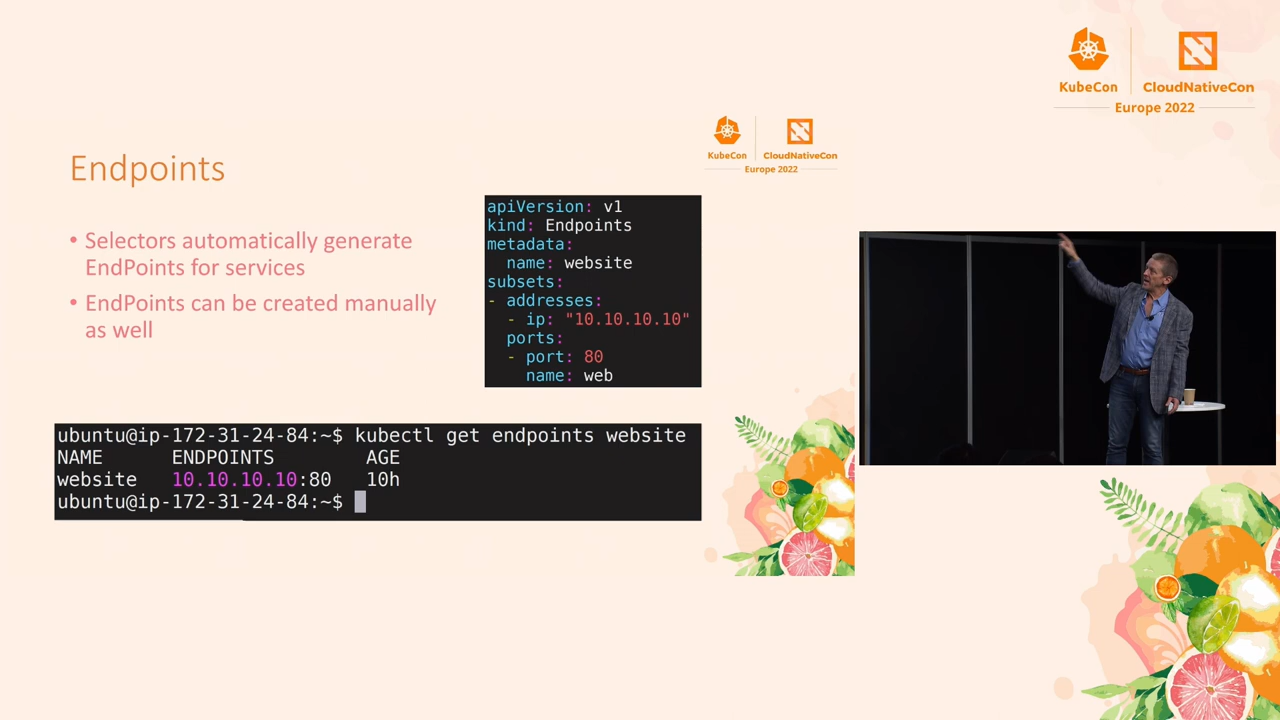 KubeCon
CloudNativeCon
Europe 2022
KubeCon
CloudNativeCon
Europe 2022
Endpoints
• Selectors automatically generate
EndPoints for services
• EndPoints can be created manually
as well
apiVersion: v1
kind: Endpoints
metadata:
  name: website
subsets:
- addresses:
  - ip: "10.10.10.10"
  ports:
  - port: 80
    name: web
ubuntu@ip-172-31-24-84:~$ kubectl get endpoints website
NAME      ENDPOINTS        AGE
website   10.10.10.10:80   10h
ubuntu@ip-172-31-24-84:~$